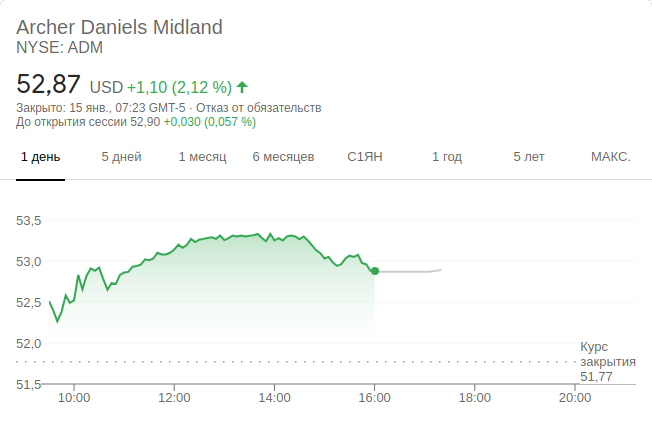 Archer Daniels Midland
NYSE: ADM
52,87 USD +1,10 (2,12 %)
Закрыто: 15 янв., 07:23 GMT-5 · Отказ от обязательств
До открытия сессии 52,90 +0,030 (0,057 %)
1 день 5 дней 1 месяц 6 месяцев С1ЯН 1 год 5 лет МАКС.
53,5
53,0
52,5
52,0
Курс
закрытия
51,77
51,5
10:00 12:00 14:00 16:00 18:00 20:00